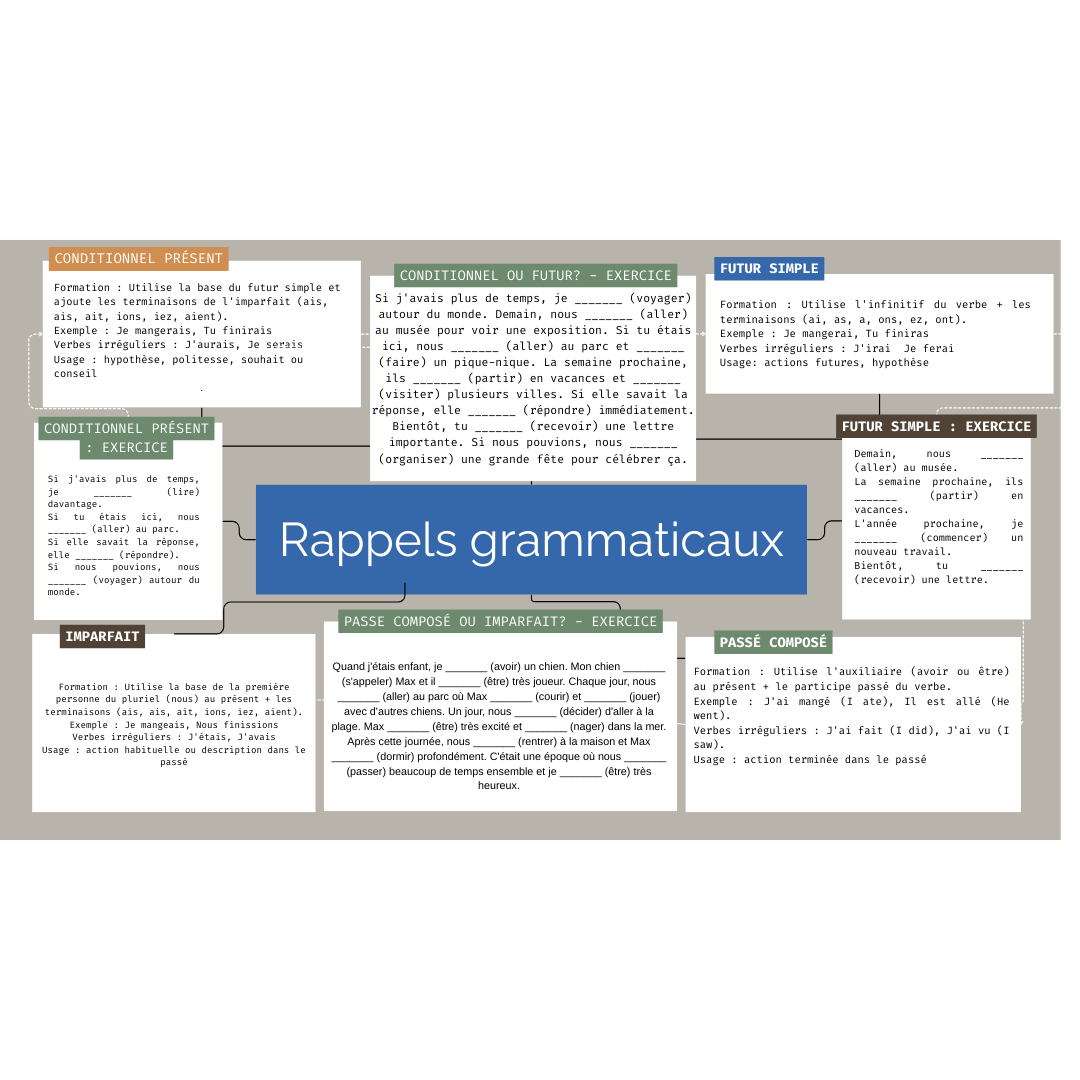 CONDITIONNEL PRÉSENT
Formation : Utilise la base du futur simple et
ajoute les terminaisons de l'imparfait (ais,
ais, ait, ions, iez, aient).
Exemple : Je mangerais, Tu finirais
Verbes irréguliers : J'aurais, Je serais
Usage : hypothèse, politesse, souhait ou
conseil
.
CONDITIONNEL OU FUTUR? - EXERCICE
Si j'avais plus de temps, je _______ (voyager)
autour du monde. Demain, nous _______ (aller)
au musée pour voir une exposition. Si tu étais
ici, nous _______ (aller) au parc et _______
(faire) un pique-nique. La semaine prochaine,
ils _______ (partir) en vacances et _______
(visiter) plusieurs villes. Si elle savait la
réponse, elle _______ (répondre) immédiatement.
Bientôt, tu _______ (recevoir) une lettre
importante. Si nous pouvions, nous _______
(organiser) une grande fête pour célébrer ça.
FUTUR SIMPLE
Formation : Utilise l'infinitif du verbe + les
terminaisons (ai, as, a, ons, ez, ont).
Exemple : Je mangerai, Tu finiras
Verbes irréguliers : J'irai Je ferai
Usage: actions futures, hypothèse
CONDITIONNEL PRÉSENT
: EXERCICE
Si j'avais plus de temps,
je _______ (lire)
davantage.
Si tu étais ici, nous
_______ (aller) au parc.
Si elle savait la réponse,
elle _______ (répondre).
Si nous pouvions, nous
_______ (voyager) autour du
monde.
Rappels grammaticaux
FUTUR SIMPLE : EXERCICE
Demain, nous _______
(aller) au musée.
La semaine prochaine, ils
_______ (partir) en
vacances.
L'année prochaine, je
_______ (commencer) un
nouveau travail.
Bientôt, tu _______
(recevoir) une lettre.
IMPARFAIT
Formation : Utilise la base de la première
personne du pluriel (nous) au présent + les
terminaisons (ais, ais, ait, ions, iez, aient).
Exemple : Je mangeais, Nous finissions
Verbes irréguliers : J'étais, J'avais
Usage : action habituelle ou description dans le
passé
PASSE COMPOSÉ OU IMPARFAIT? - EXERCICE
Quand j'étais enfant, je _______ (avoir) un chien. Mon chien _______
(s'appeler) Max et il _______ (être) très joueur. Chaque jour, nous
_______ (aller) au parc où Max _______ (courir) et _______ (jouer)
avec d'autres chiens. Un jour, nous _______ (décider) d'aller à la
plage. Max _______ (être) très excité et _______ (nager) dans la mer.
Après cette journée, nous _______ (rentrer) à la maison et Max
_______ (dormir) profondément. C'était une époque où nous _______
(passer) beaucoup de temps ensemble et je _______ (être) très
heureux.
PASSÉ COMPOSÉ
Formation : Utilise l'auxiliaire (avoir ou être)
au présent + le participe passé du verbe.
Exemple : J'ai mangé (I ate), Il est allé (He
went).
Verbes irréguliers : J'ai fait (I did), J'ai vu (I
saw).
Usage : action terminée dans le passé